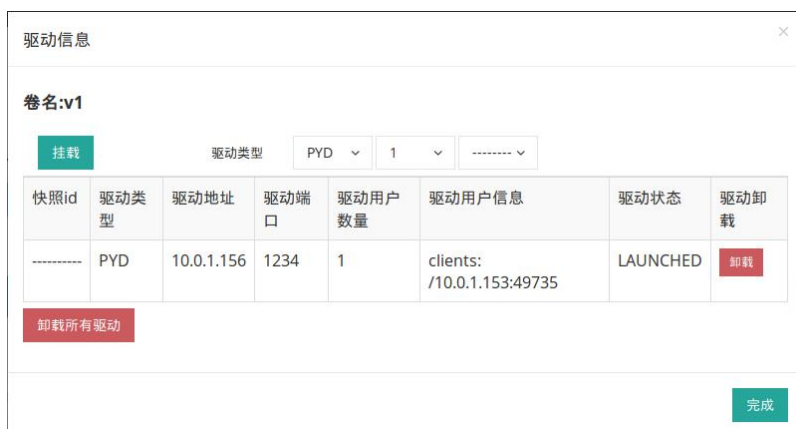 驱动信息 ×
卷名:v1
挂载 驱动类型 PYD 1 --------
快照id 驱动类型 驱动地址 驱动端口 驱动用户数量 驱动用户信息 驱动状态 驱动卸载
---------- PYD 10.0.1.156 1234 1 clients: /10.0.1.153:49735 LAUNCHED 卸载
卸载所有驱动
完成